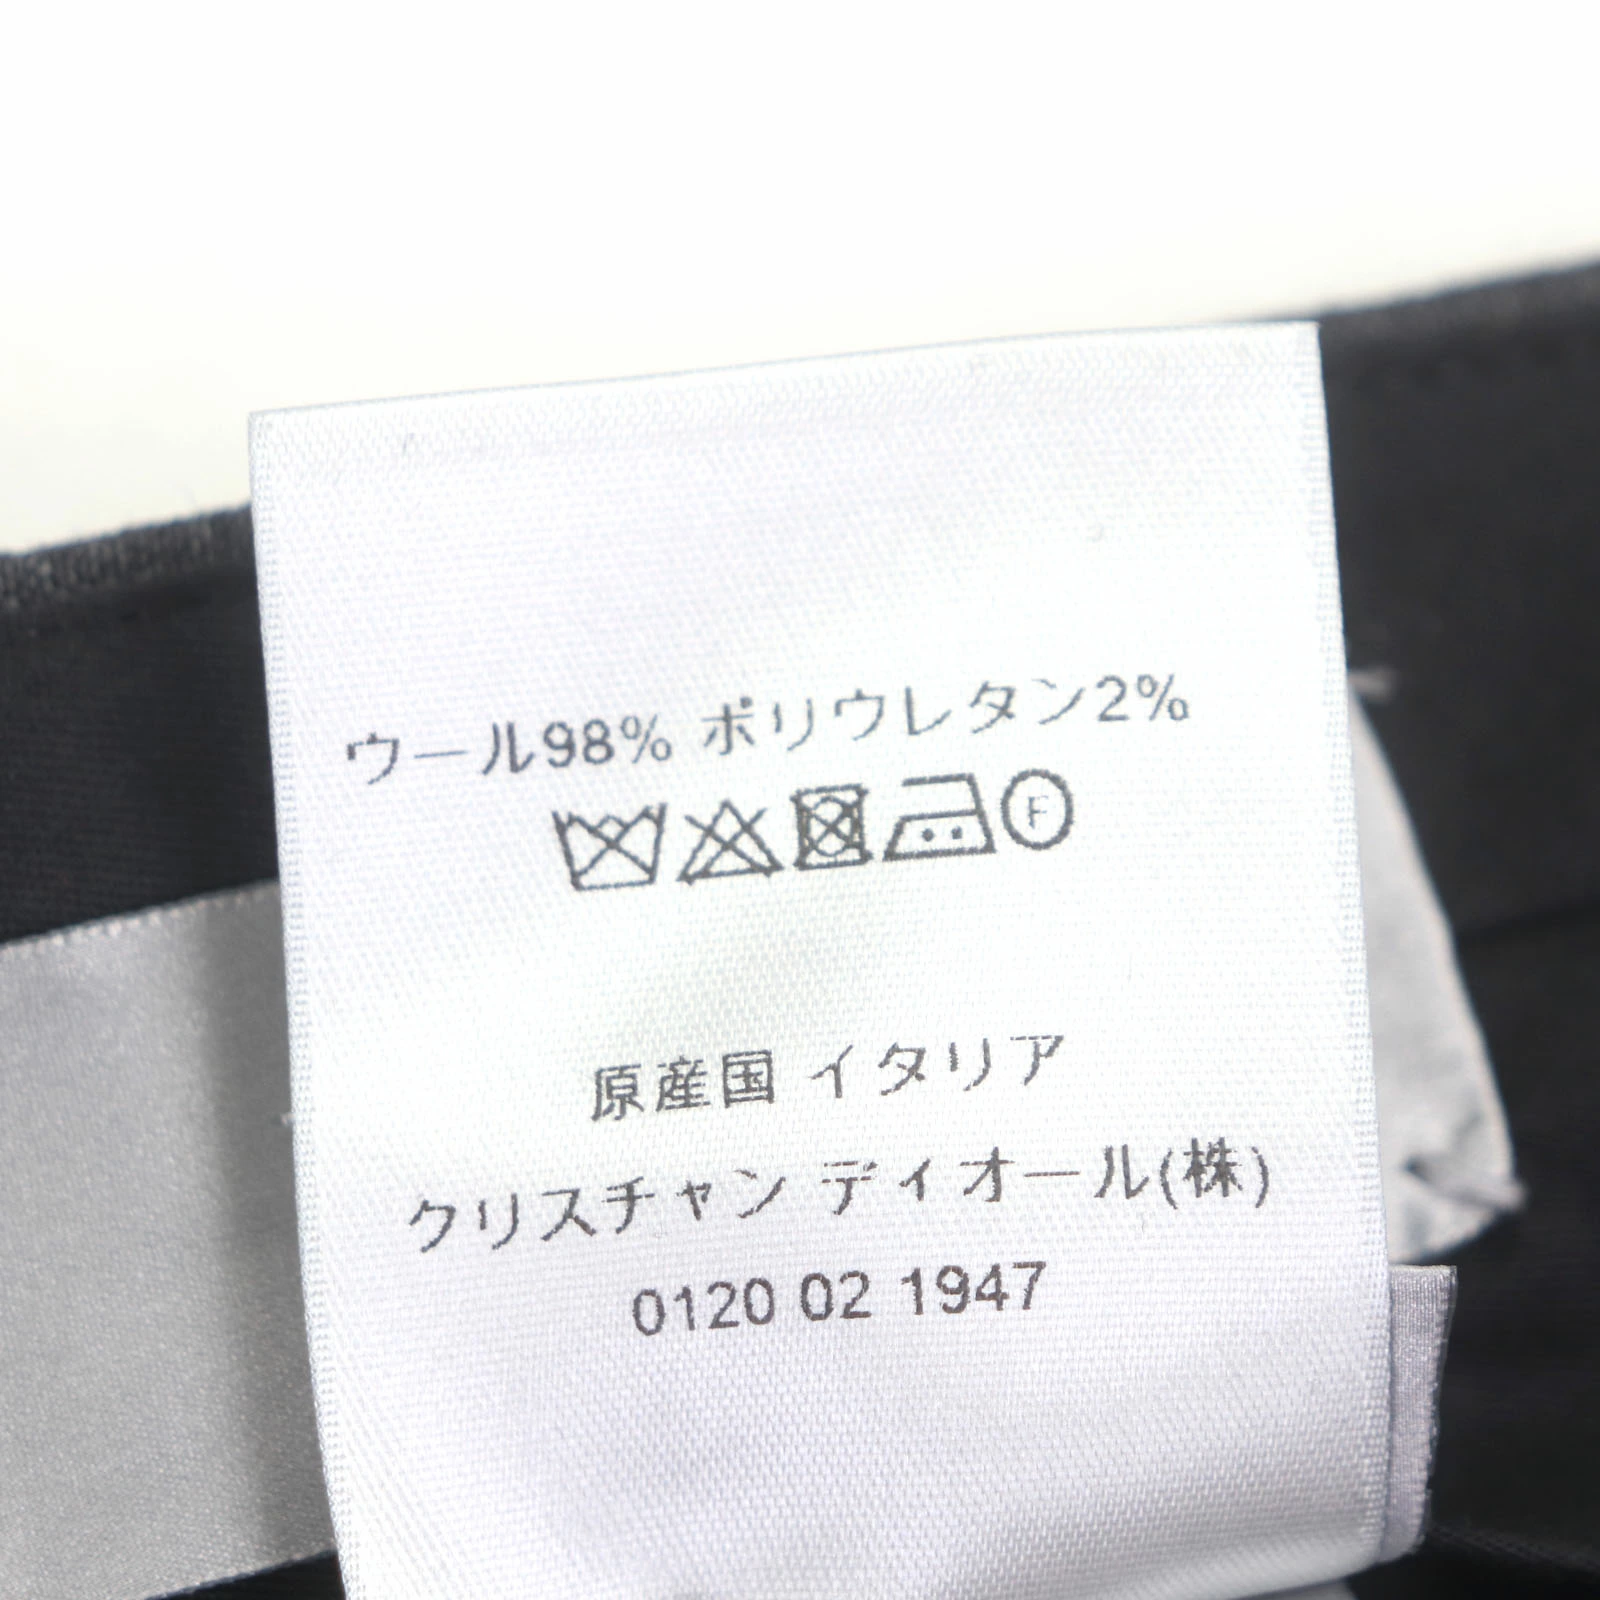 ウール98% ポリウレタン2%
F
原産国 イタリア
クリスチャン ディオール(株)
0120 02 1947